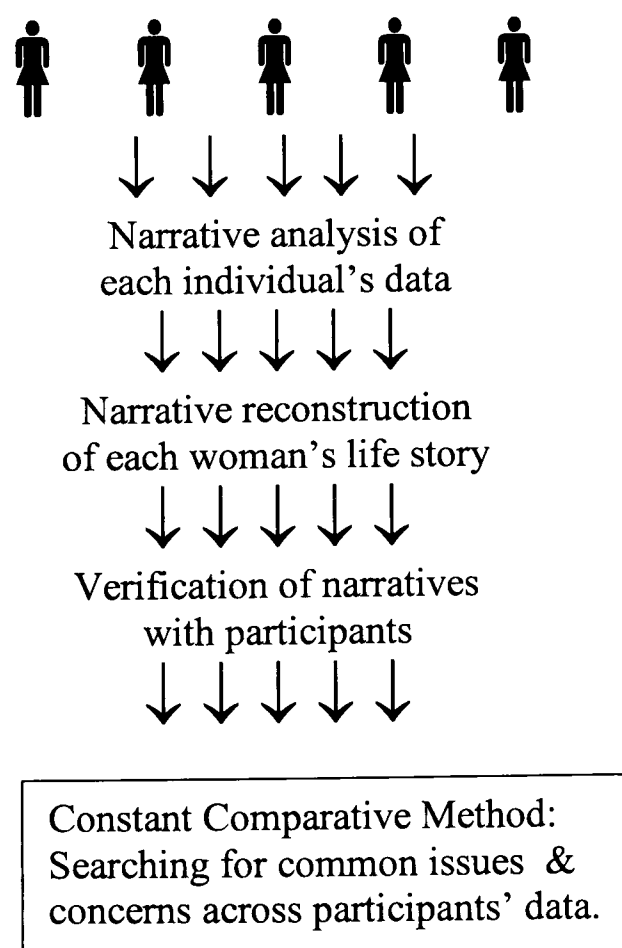 Narrative analysis of
each individual's data
Narrative reconstruction
of each woman's life story
Verification of narratives
with participants
Constant Comparative Method:
Searching for common issues &
concerns across participants' data.